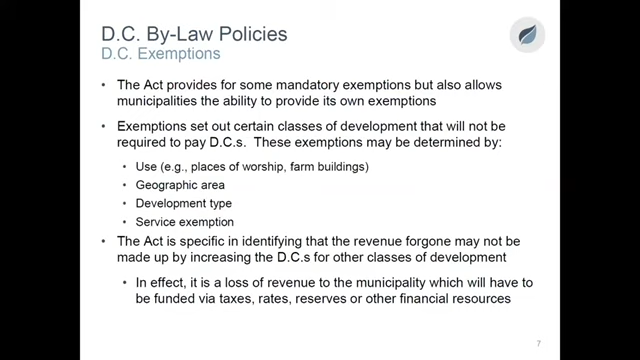 D.C. By-Law Policies
D.C. Exemptions
• The Act provides for some mandatory exemptions but also allows
municipalities the ability to provide its own exemptions
• Exemptions set out certain classes of development that will not be
required to pay D.C.s. These exemptions may be determined by:
• Use (e.g., places of worship, farm buildings)
• Geographic area
• Development type
• Service exemption
• The Act is specific in identifying that the revenue forgone may not be
made up by increasing the D.C.s for other classes of development
• In effect, it is a loss of revenue to the municipality which will have to
be funded via taxes, rates, reserves or other financial resources
7